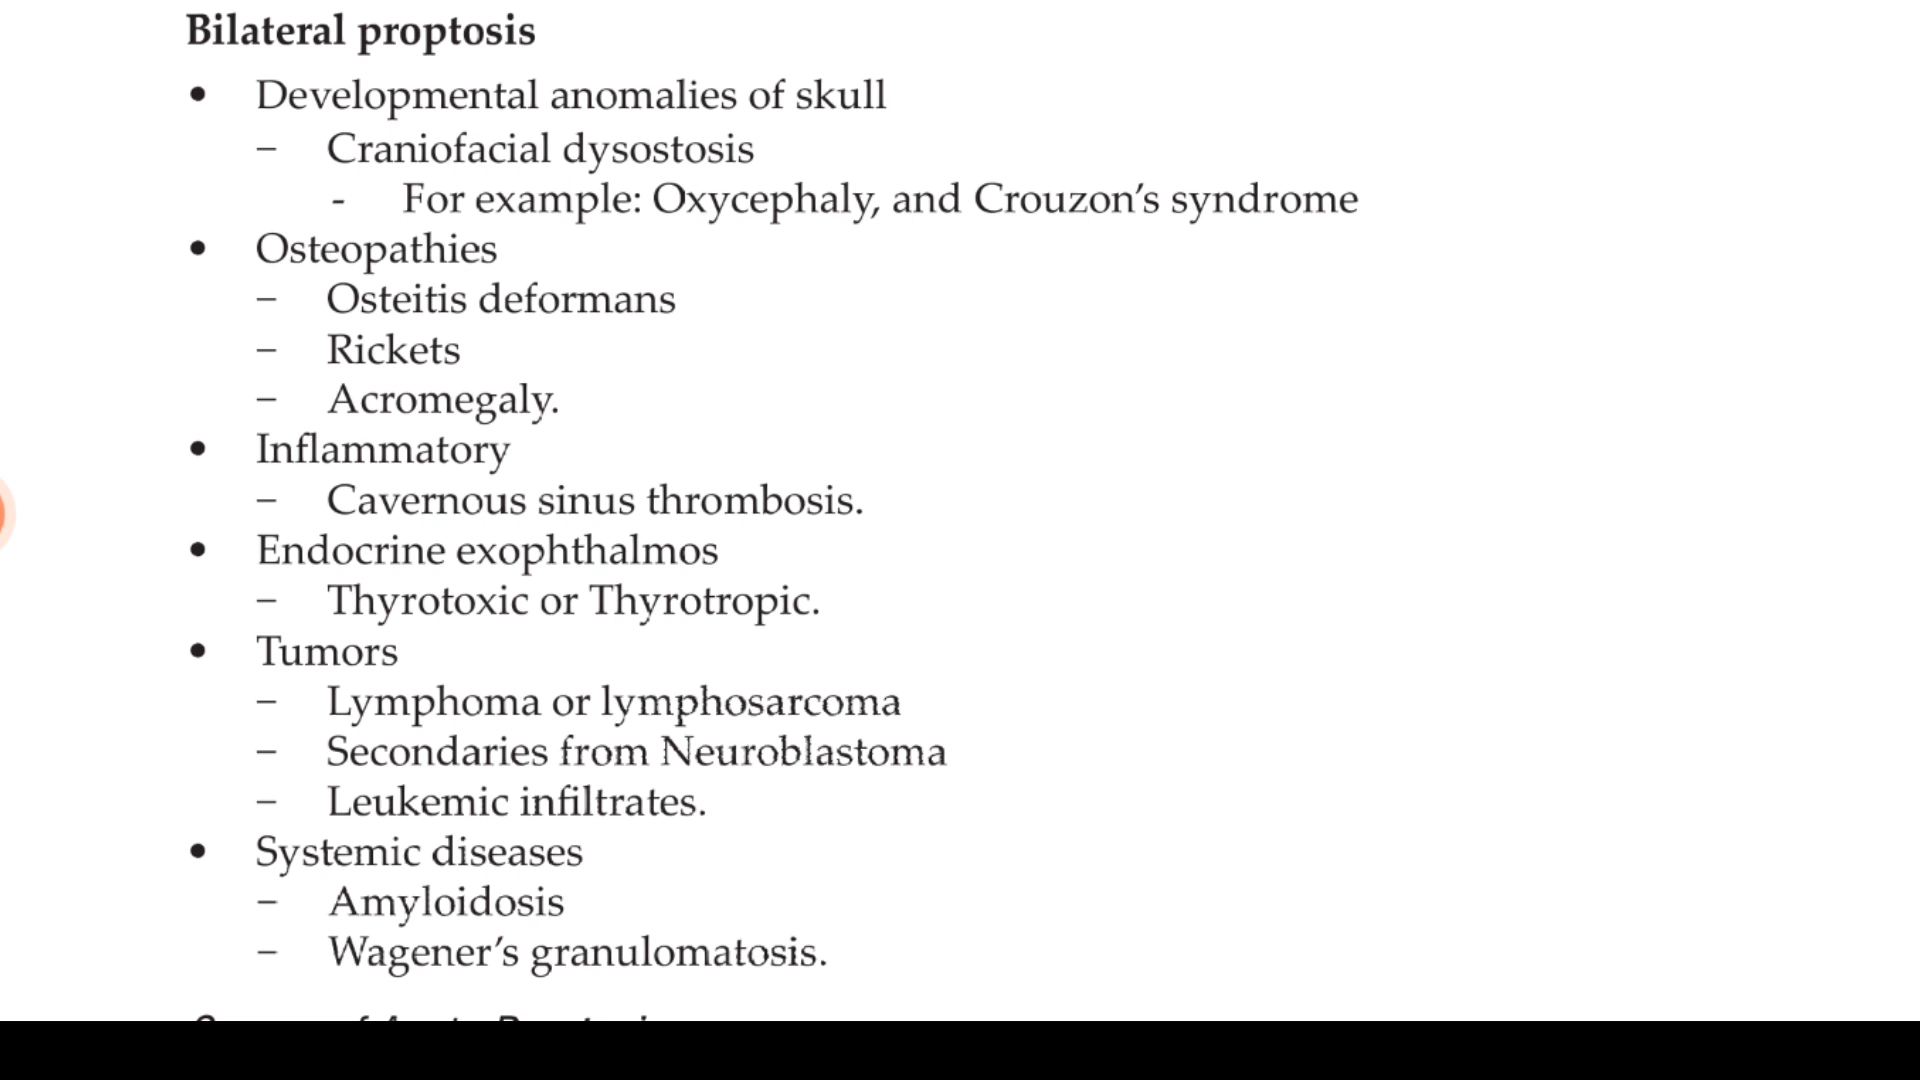 Bilateral proptosis
• Developmental anomalies of skull
– Craniofacial dysostosis
- For example: Oxycephaly, and Crouzon’s syndrome
• Osteopathies
– Osteitis deformans
– Rickets
– Acromegaly.
• Inflammatory
– Cavernous sinus thrombosis.
• Endocrine exophthalmos
– Thyrotoxic or Thyrotropic.
• Tumors
– Lymphoma or lymphosarcoma
– Secondaries from Neuroblastoma
– Leukemic infiltrates.
• Systemic diseases
– Amyloidosis
– Wagener’s granulomatosis.